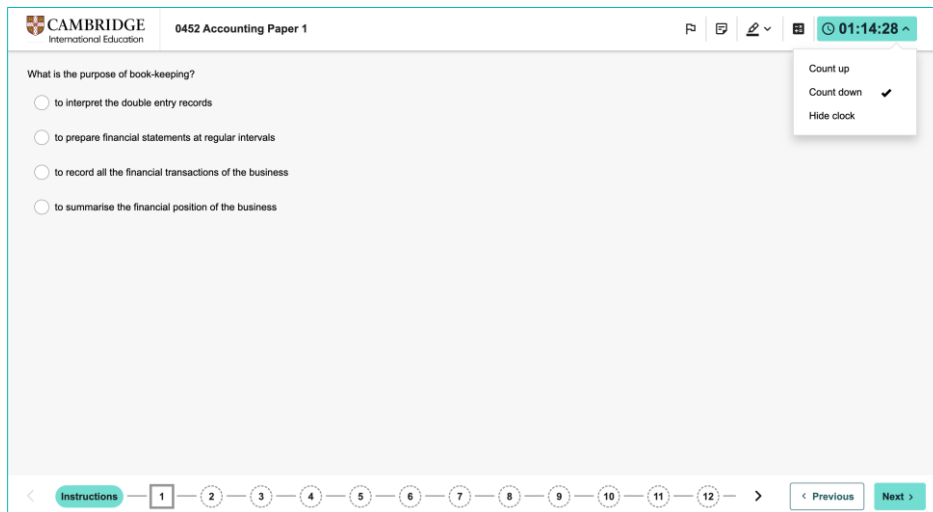 CAMBRIDGE
International Education
0452 Accounting Paper 1
01:14:28
Count up
Count down
Hide clock
What is the purpose of book-keeping?
to interpret the double entry records
to prepare financial statements at regular intervals
to record all the financial transactions of the business
to summarise the financial position of the business
Instructions 1 2 3 4 5 6 7 8 9 10 11 12 Previous Next